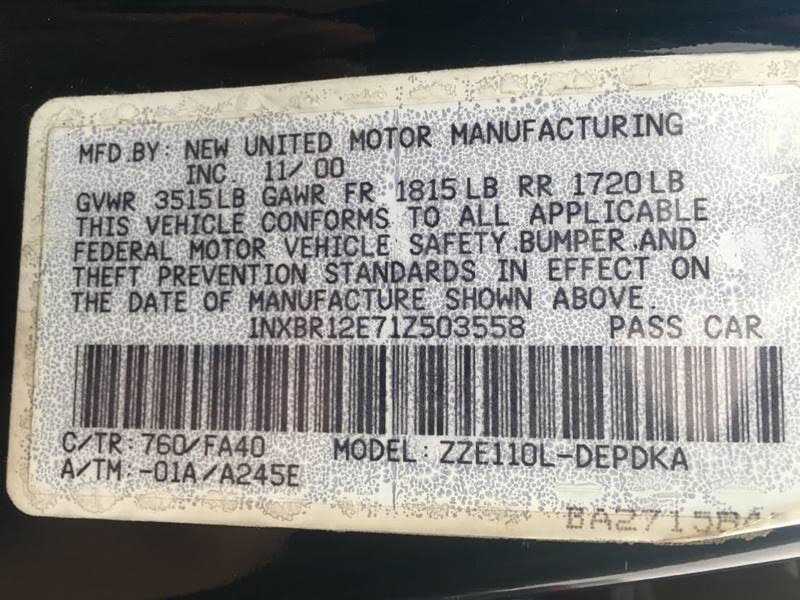 MFD.BY: NEW UNITED MOTOR MANUFACTURING
INC. 11/00
GVWR 3515LB GAWR FR 1815LB RR 1720LB
THIS VEHICLE CONFORMS TO ALL APPLICABLE
FEDERAL MOTOR VEHICLE SAFETY.BUMPER.AND
THEFT PREVENTION STANDARDS IN EFFECT ON
THE DATE OF MANUFACTURE SHOWN ABOVE.
1NXBR12E71Z503558 PASS CAR
C/TR: 760/FA40 MODEL: ZZE110L-DEPDKA
A/TM: -01A/A245E